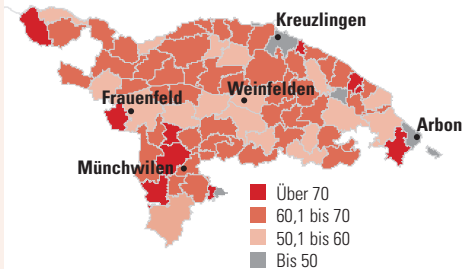 Kreuzlingen
Weinfelden
Frauenfeld
Arbon
Münchwilen
Über 70
60,1 bis 70
50,1 bis 60
Bis 50